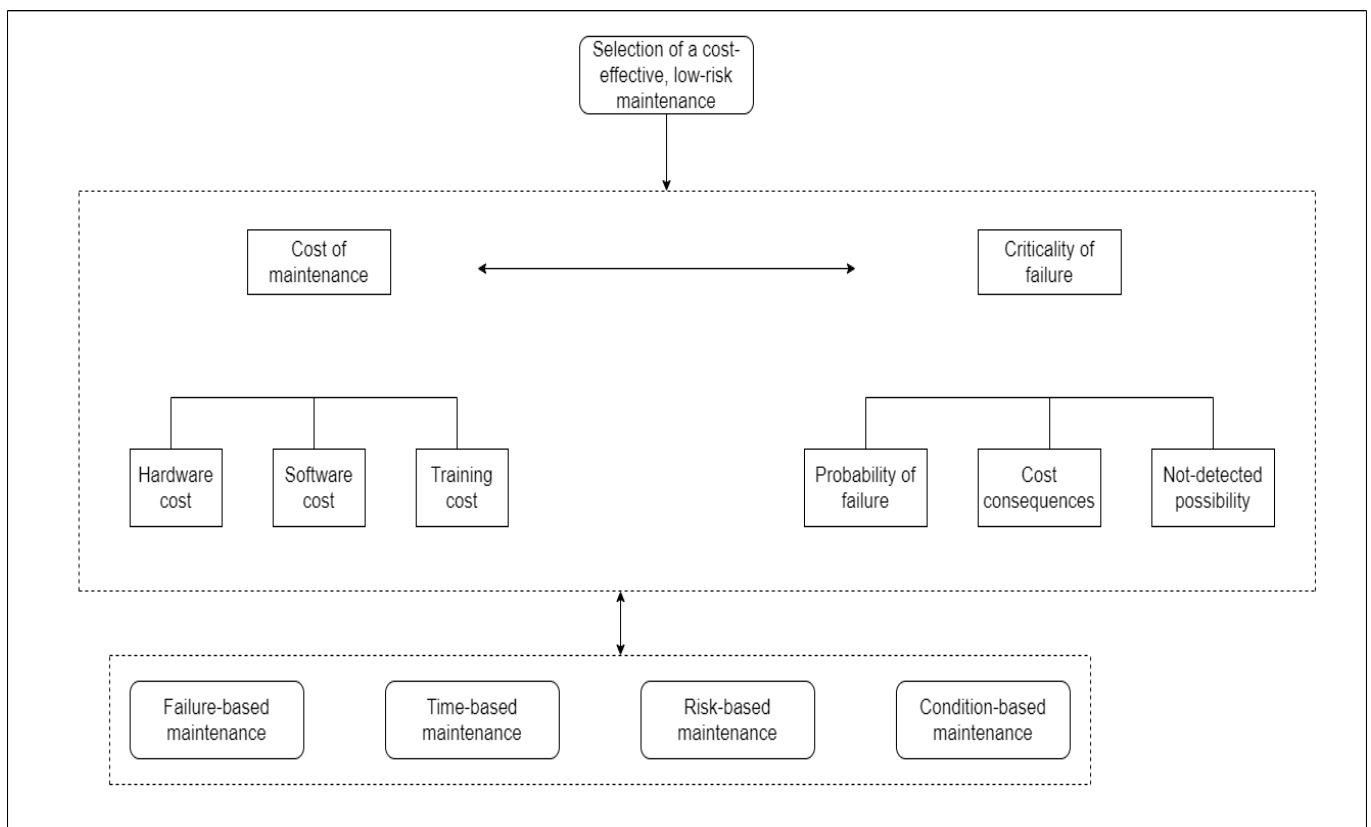 Selection of a cost-
effective, low-risk
maintenance
Cost of
maintenance
Criticality of
failure
Hardware
cost
Software
cost
Training
cost
Probability of
failure
Cost
consequences
Not-detected
possibility
Failure-based
maintenance
Time-based
maintenance
Risk-based
maintenance
Condition-based
maintenance